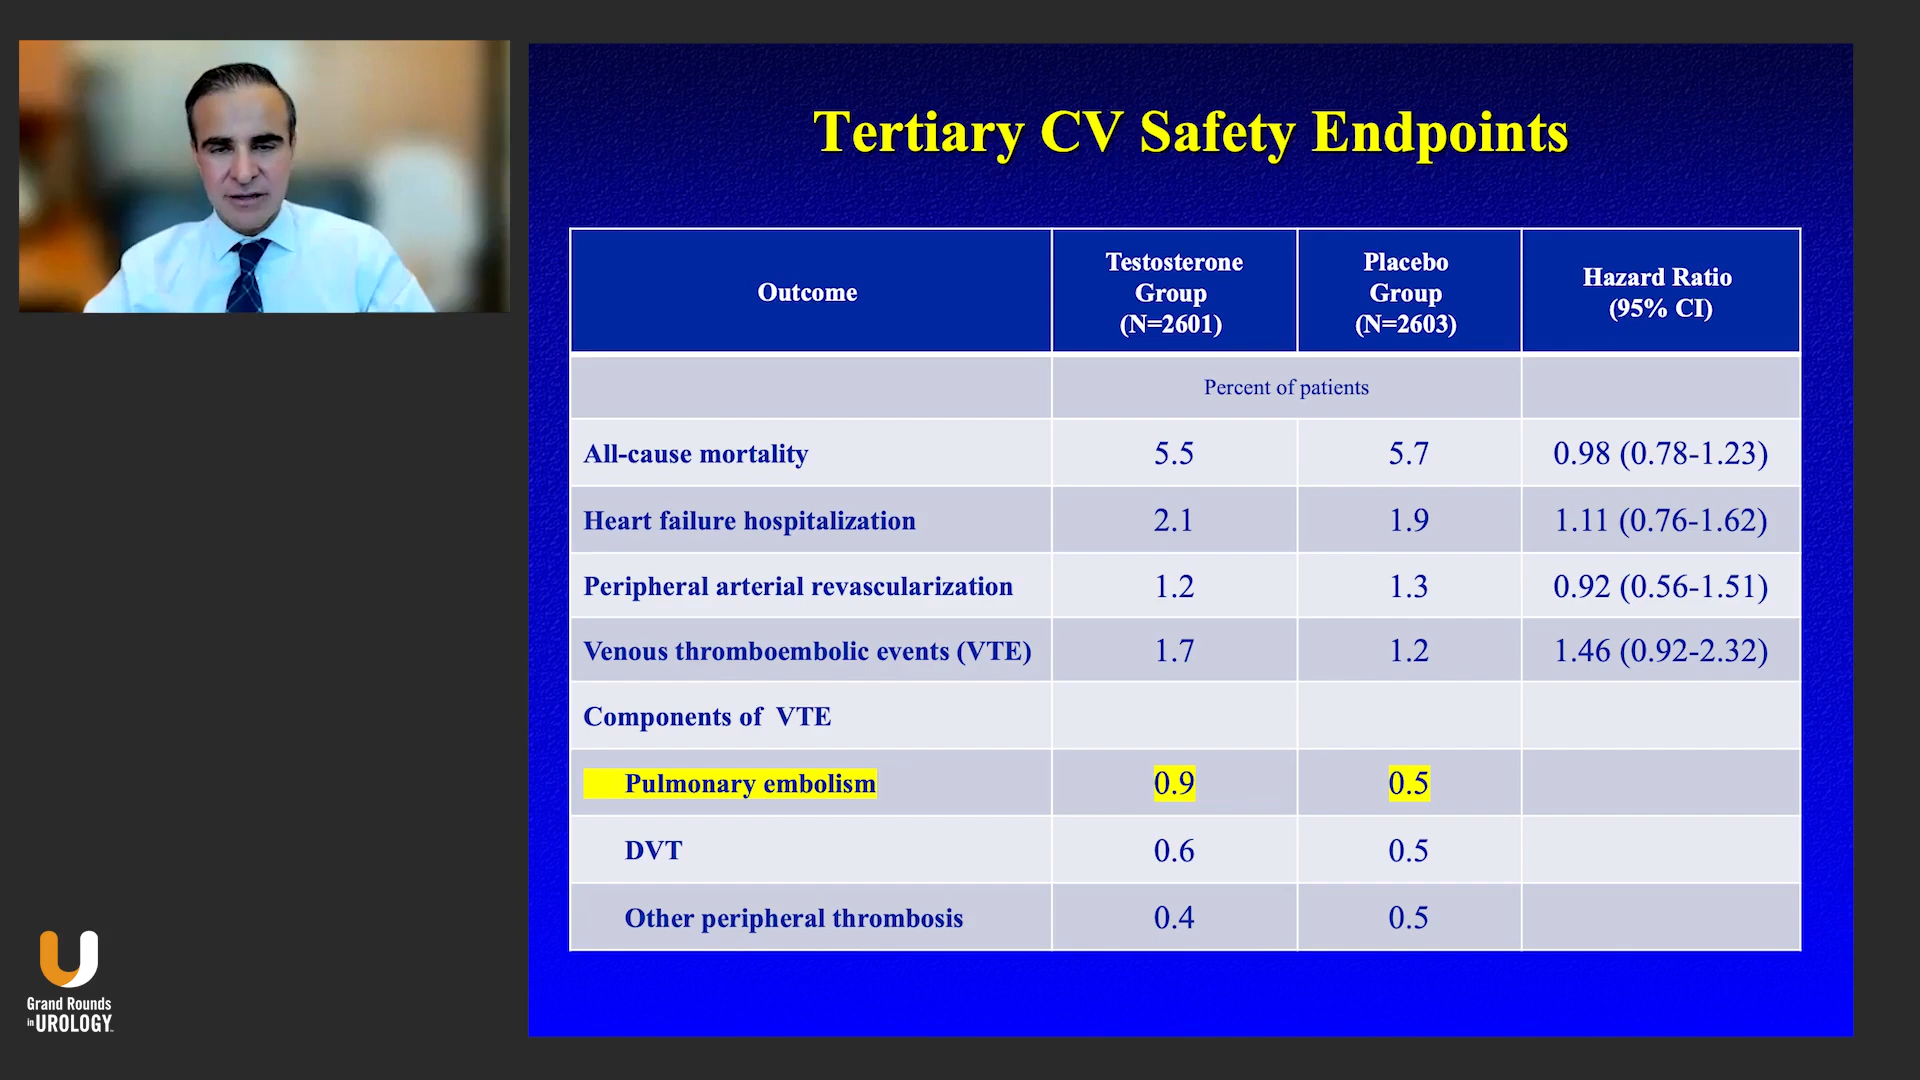 Tertiary CV Safety Endpoints
Outcome
Testosterone
Group
(N=2601)
Placebo
Group
(N=2603)
Hazard Ratio
(95% CI)
Percent of patients
All-cause mortality 5.5 5.7 0.98 (0.78-1.23)
Heart failure hospitalization 2.1 1.9 1.11 (0.76-1.62)
Peripheral arterial revascularization 1.2 1.3 0.92 (0.56-1.51)
Venous thromboembolic events (VTE) 1.7 1.2 1.46 (0.92-2.32)
Components of VTE
Pulmonary embolism 0.9 0.5
DVT 0.6 0.5
Other peripheral thrombosis 0.4 0.5
Grand Rounds
in UROLOGY™